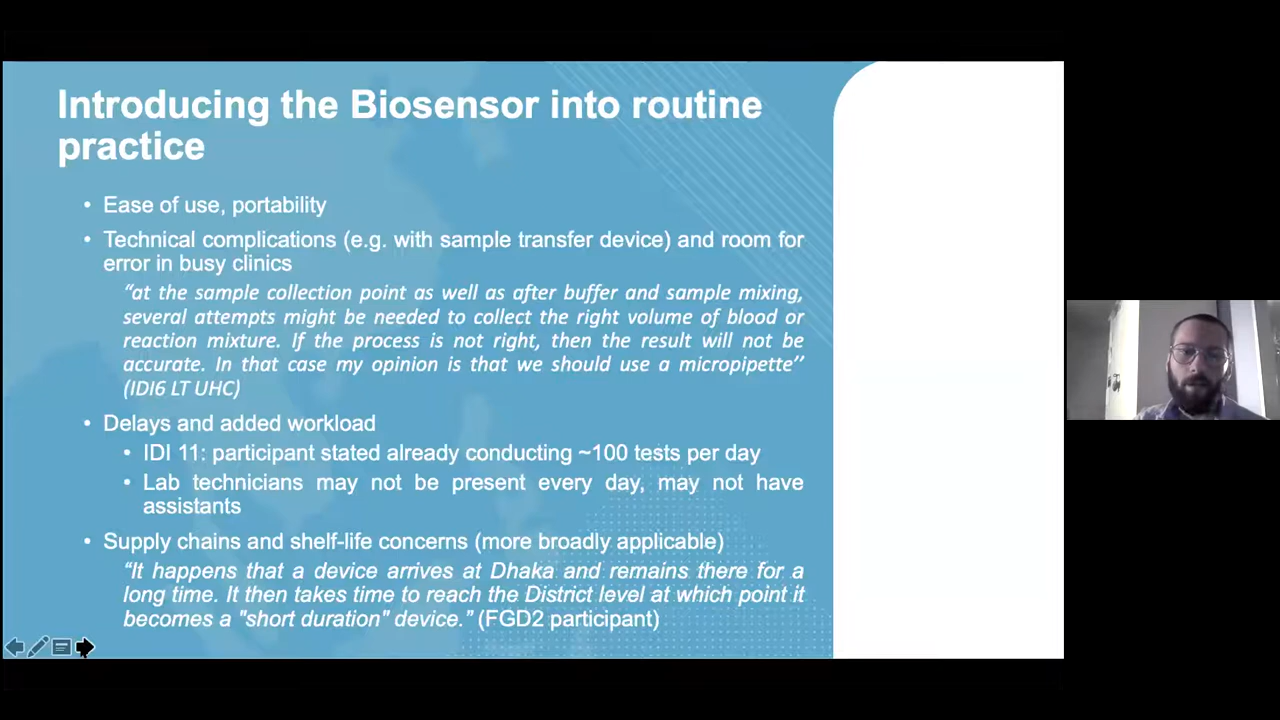 Introducing the Biosensor into routine
practice
• Ease of use, portability
• Technical complications (e.g. with sample transfer device) and room for
error in busy clinics
“at the sample collection point as well as after buffer and sample mixing,
several attempts might be needed to collect the right volume of blood or
reaction mixture. If the process is not right, then the result will not be
accurate. In that case my opinion is that we should use a micropipette’’
(IDI6 LT UHC)
• Delays and added workload
• IDI 11: participant stated already conducting ~100 tests per day
• Lab technicians may not be present every day, may not have
assistants
• Supply chains and shelf-life concerns (more broadly applicable)
“It happens that a device arrives at Dhaka and remains there for a
long time. It then takes time to reach the District level at which point it
becomes a "short duration" device.” (FGD2 participant)